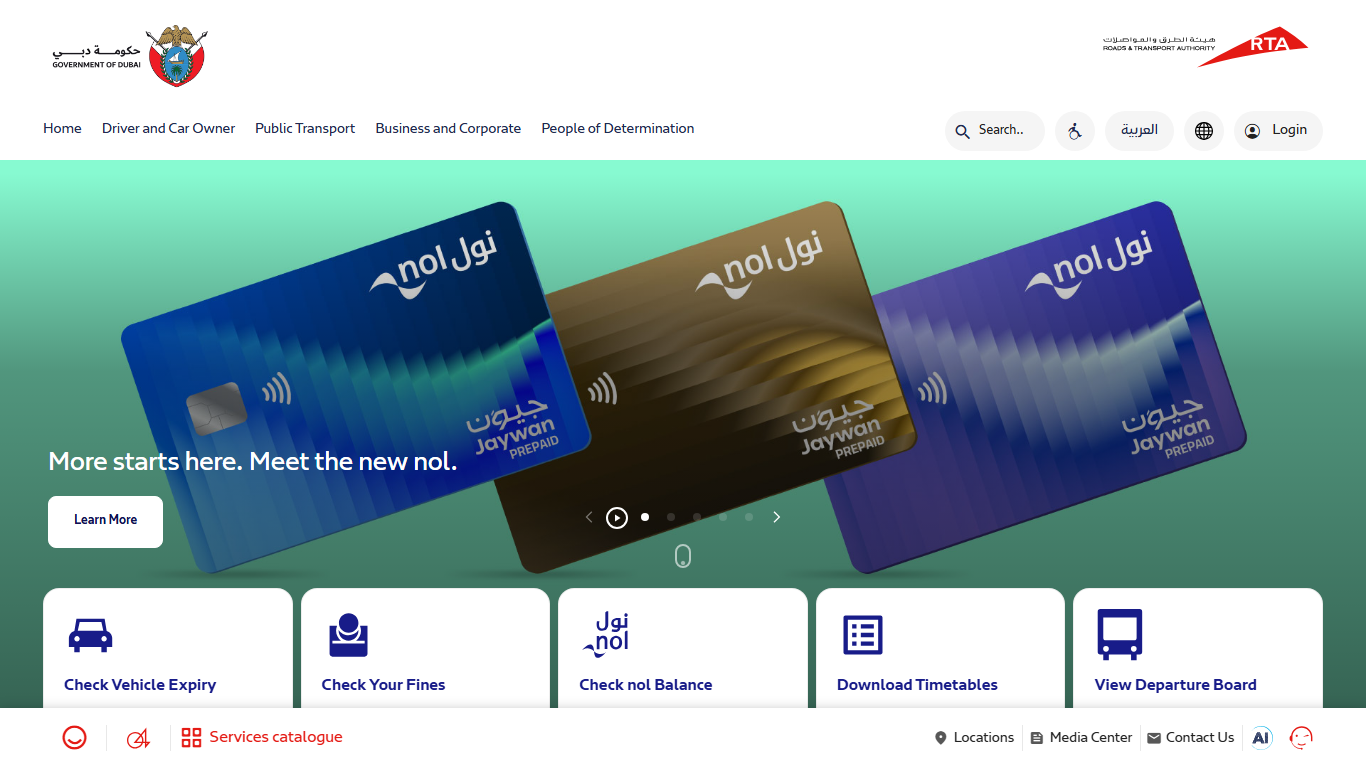 حكومة دبي
GOVERNMENT OF DUBAI
هيئة الطرق والمواصلات
ROADS & TRANSPORT AUTHORITY
RTA
Home
Driver and Car Owner
Public Transport
Business and Corporate
People of Determination
Search..
العربية
Login
نول nol
جيون
Jaywan
PREPAID
نول nol
جيون
Jaywan
PREPAID
نول nol
جيون
Jaywan
PREPAID
More starts here. Meet the new nol.
Learn More
نول
nol
Check Vehicle Expiry
Check Your Fines
Check nol Balance
Download Timetables
View Departure Board
Services catalogue
Locations
Media Center
Contact Us
AI